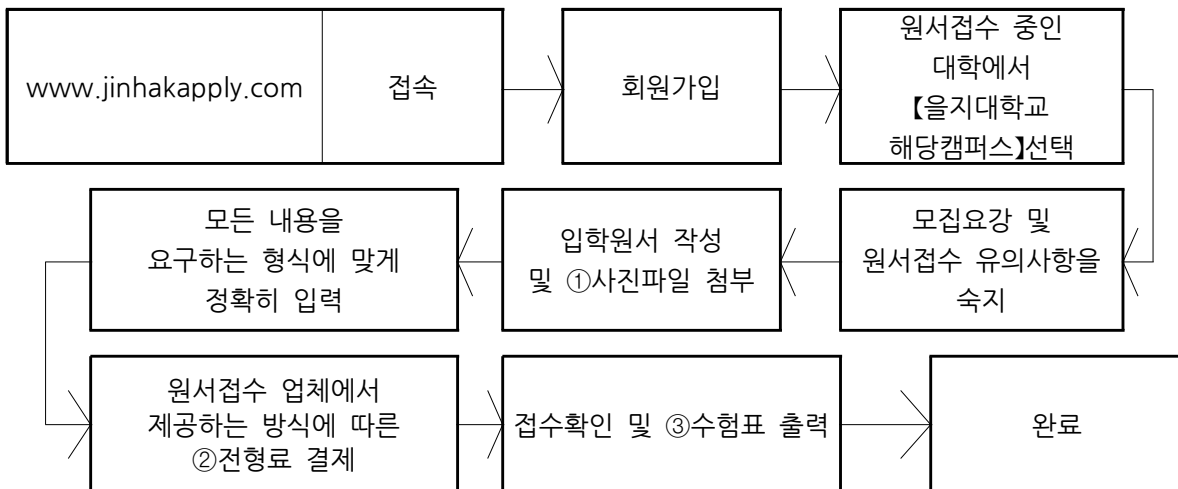 www.jinhakapply.com
접속
회원가입
원서접수 중인
대학에서
【을지대학교
해당캠퍼스】선택
모집요강 및
원서접수 유의사항을
숙지
입학원서 작성
및 ①사진파일 첨부
모든 내용을
요구하는 형식에 맞게
정확히 입력
원서접수 업체에서
제공하는 방식에 따른
②전형료 결제
접수확인 및 ③수험표 출력
완료